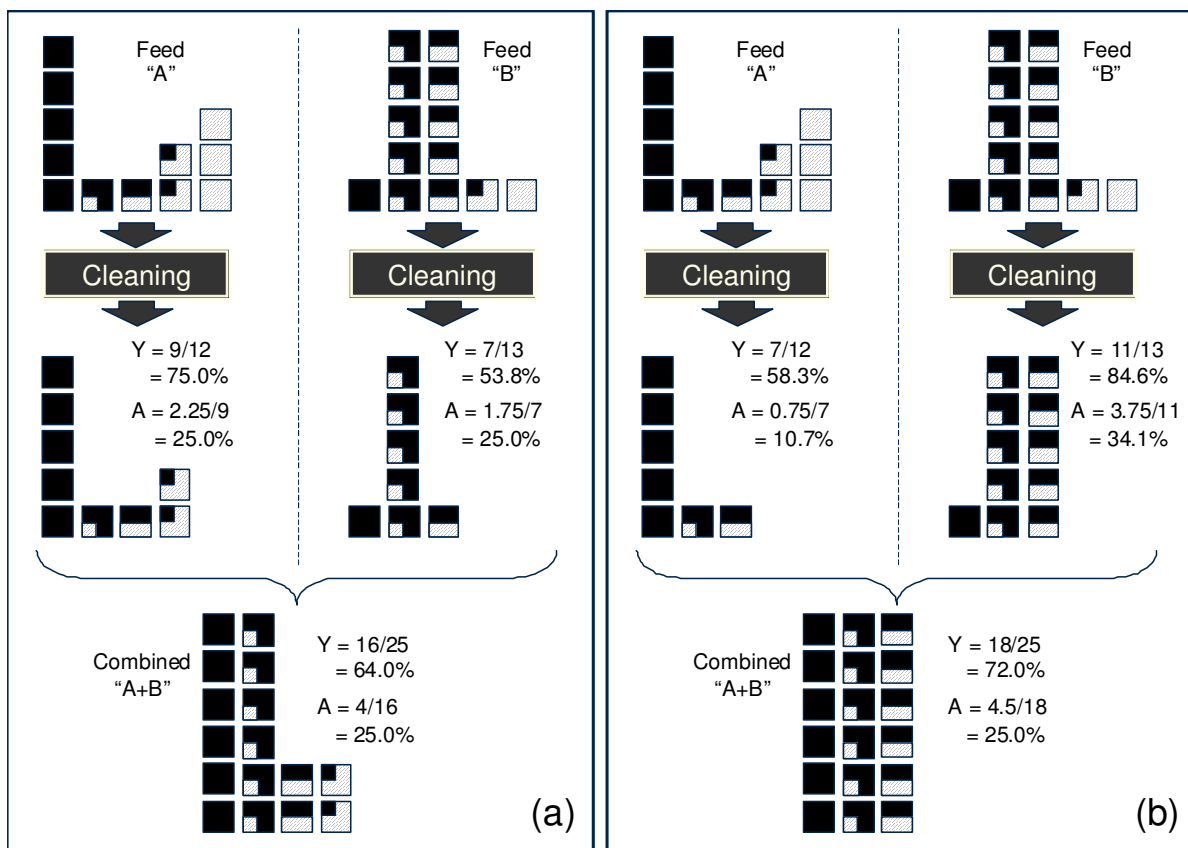 Feed
“A”
Feed
“B”
Cleaning
Cleaning
Y = 9/12
= 75.0%
A = 2.25/9
= 25.0%
Y = 7/13
= 53.8%
A = 1.75/7
= 25.0%
Combined
“A+B”
Y = 16/25
= 64.0%
A = 4/16
= 25.0%
(a)
Feed
“A”
Feed
“B”
Cleaning
Cleaning
Y = 7/12
= 58.3%
A = 0.75/7
= 10.7%
Y = 11/13
= 84.6%
A = 3.75/11
= 34.1%
Combined
“A+B”
Y = 18/25
= 72.0%
A = 4.5/18
= 25.0%
(b)